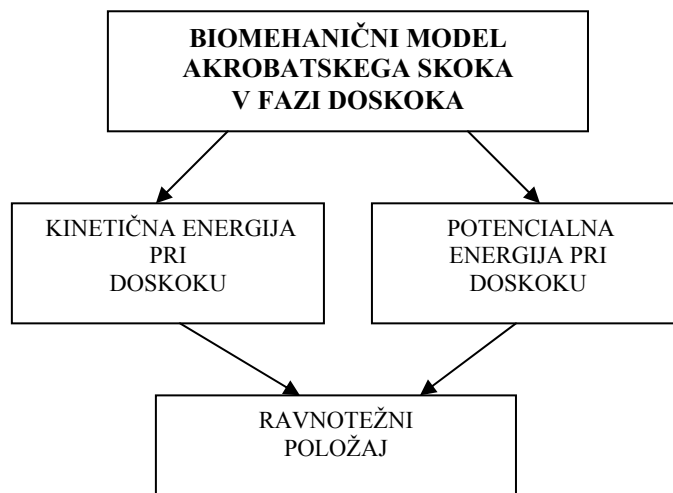 BIOMEHANIČNI MODEL
AKROBATSKEGA SKOKA
V FAZI DOSKOKA
KINETIČNA ENERGIJA
PRI
DOSKOKU
POTENCIALNA
ENERGIJA PRI
DOSKOKU
RAVNOTEŽNI
POLOŽAJ